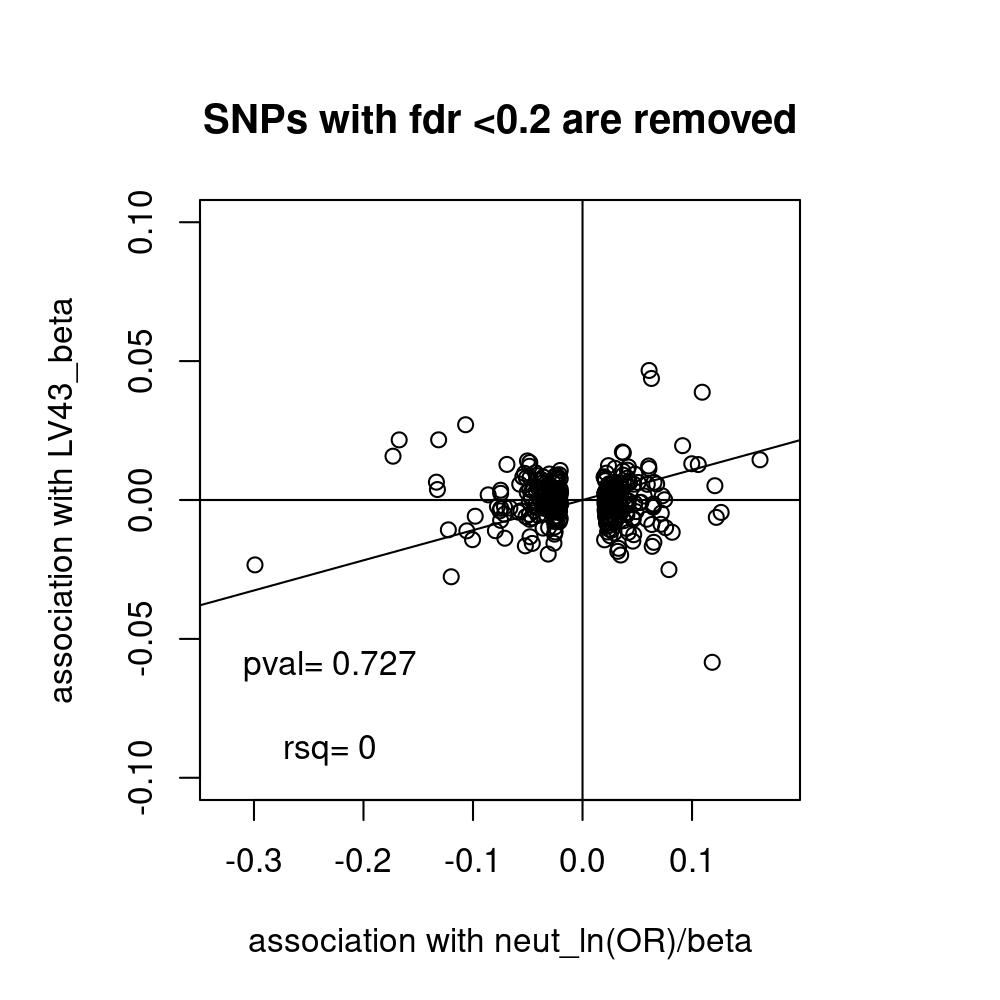 SNPs with fdr <0.2 are removed
association with LV43_beta
0.10
0.05
0.00
-0.05
-0.10
pval= 0.727
rsq= 0
-0.3
-0.2
-0.1
0.0
0.1
association with neut_ln(OR)/beta